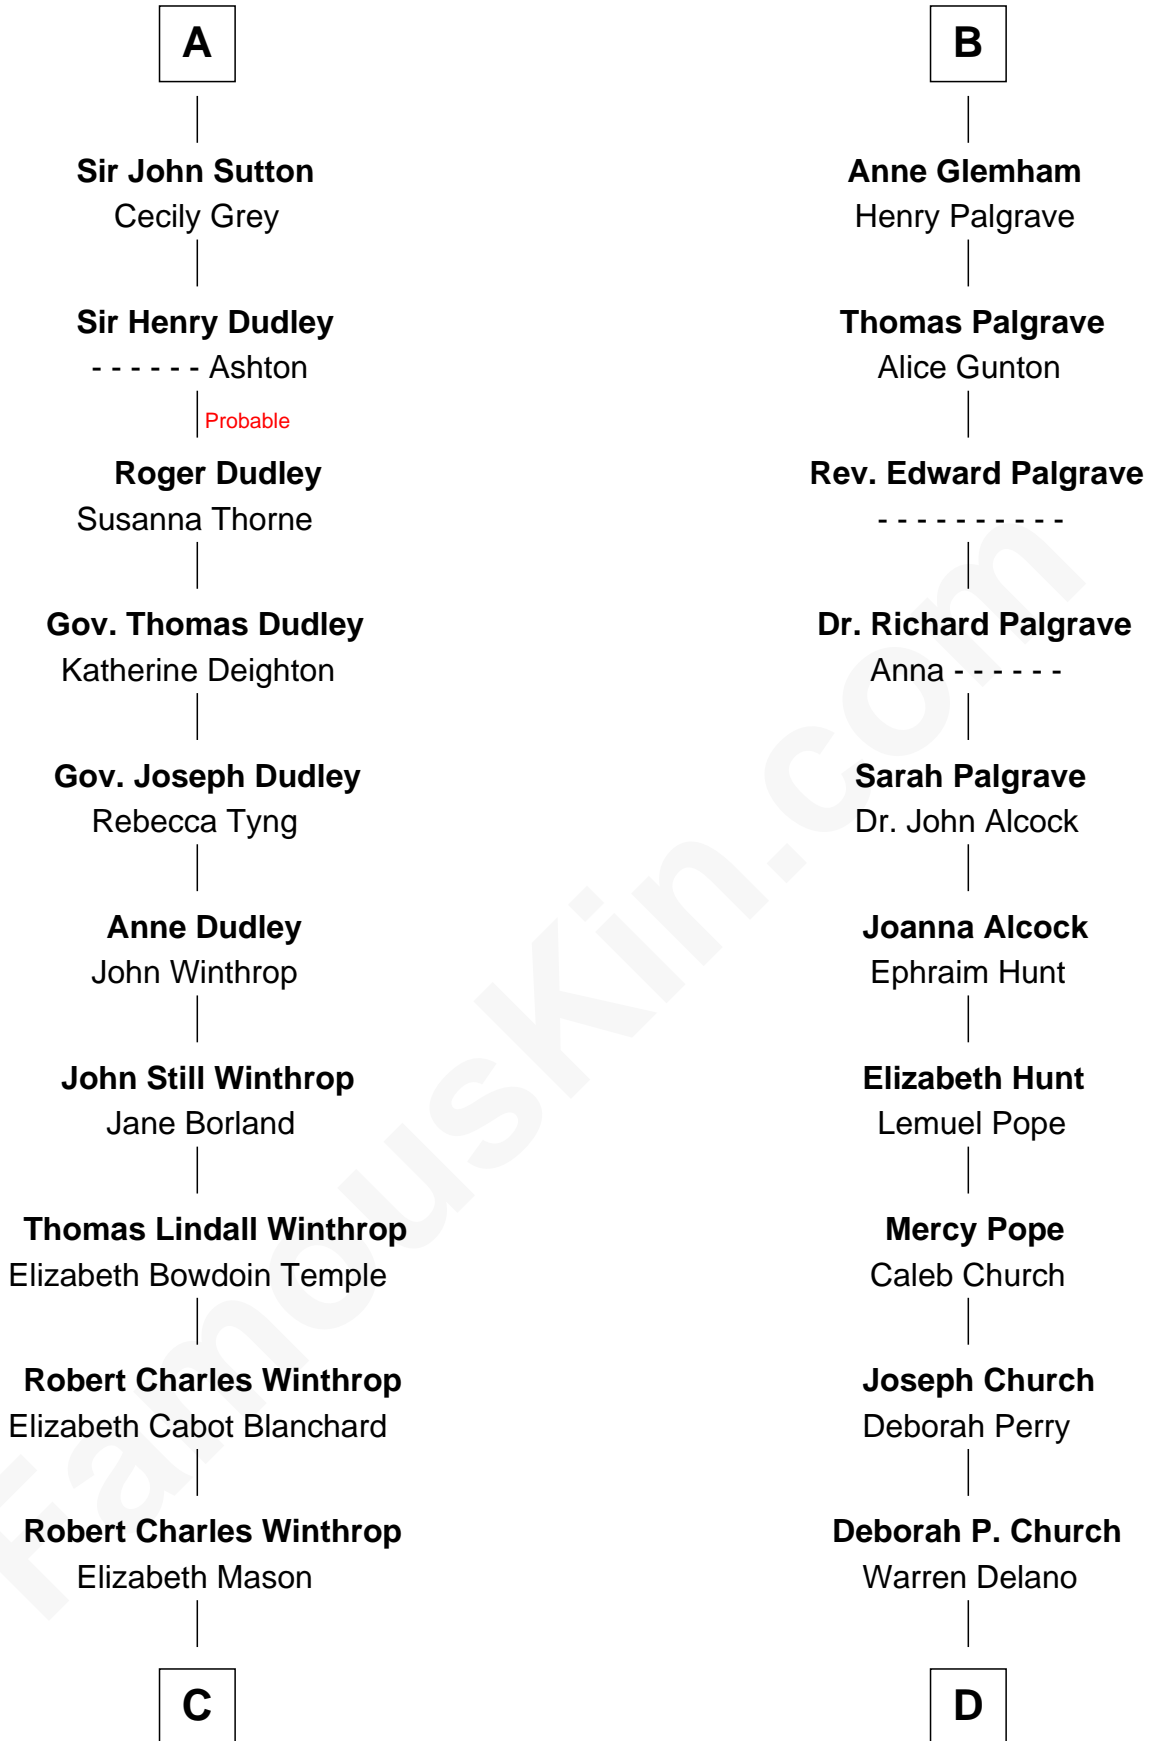 A
Sir John Sutton
Cecily Grey
Sir Henry Dudley
- - - - - - Ashton
Probable
Roger Dudley
Susanna Thorne
Gov. Thomas Dudley
Katherine Deighton
Gov. Joseph Dudley
Rebecca Tyng
Anne Dudley
John Winthrop
John Still Winthrop
Jane Borland
Thomas Lindall Winthrop
Elizabeth Bowdoin Temple
Robert Charles Winthrop
Elizabeth Cabot Blanchard
Robert Charles Winthrop
Elizabeth Mason
C
B
Anne Glemham
Henry Palgrave
Thomas Palgrave
Alice Gunton
Rev. Edward Palgrave
- - - - - - - - - -
Dr. Richard Palgrave
Anna - - - - - -
Sarah Palgrave
Dr. John Alcock
Joanna Alcock
Ephraim Hunt
Elizabeth Hunt
Lemuel Pope
Mercy Pope
Caleb Church
Joseph Church
Deborah Perry
Deborah P. Church
Warren Delano
D
FamousKin.com